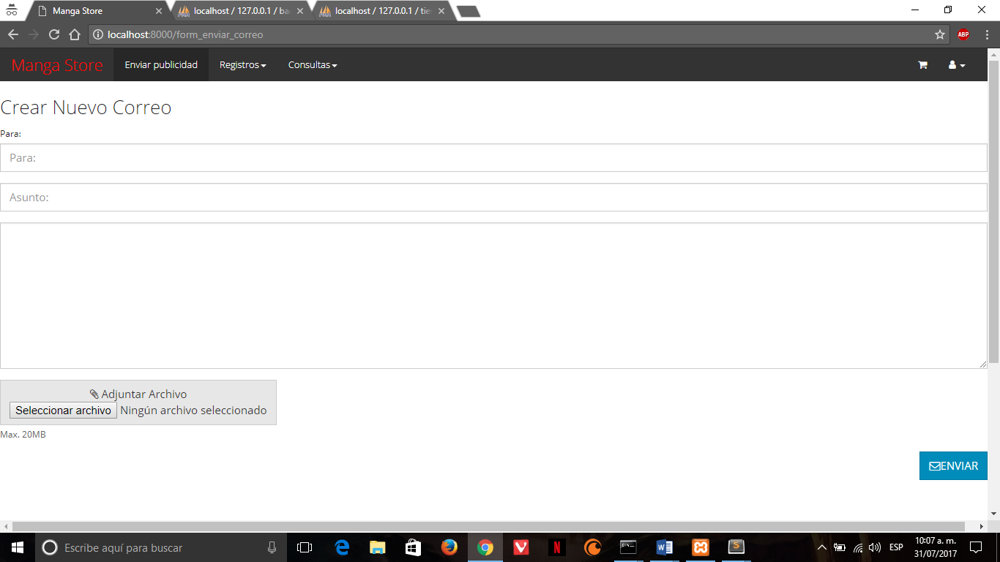 Manga Store
localhost / 127.0.0.1 / ba
localhost / 127.0.0.1 / tie
localhost:8000/form_enviar_correo
ABP
Manga Store
Enviar publicidad
Registros
Consultas
Crear Nuevo Correo
Para:
Para:
Asunto:
Adjuntar Archivo
Seleccionar archivo Ningún archivo seleccionado
Max. 20MB
ENVIAR
Escribe aquí para buscar
ESP
10:07 a. m.
31/07/2017